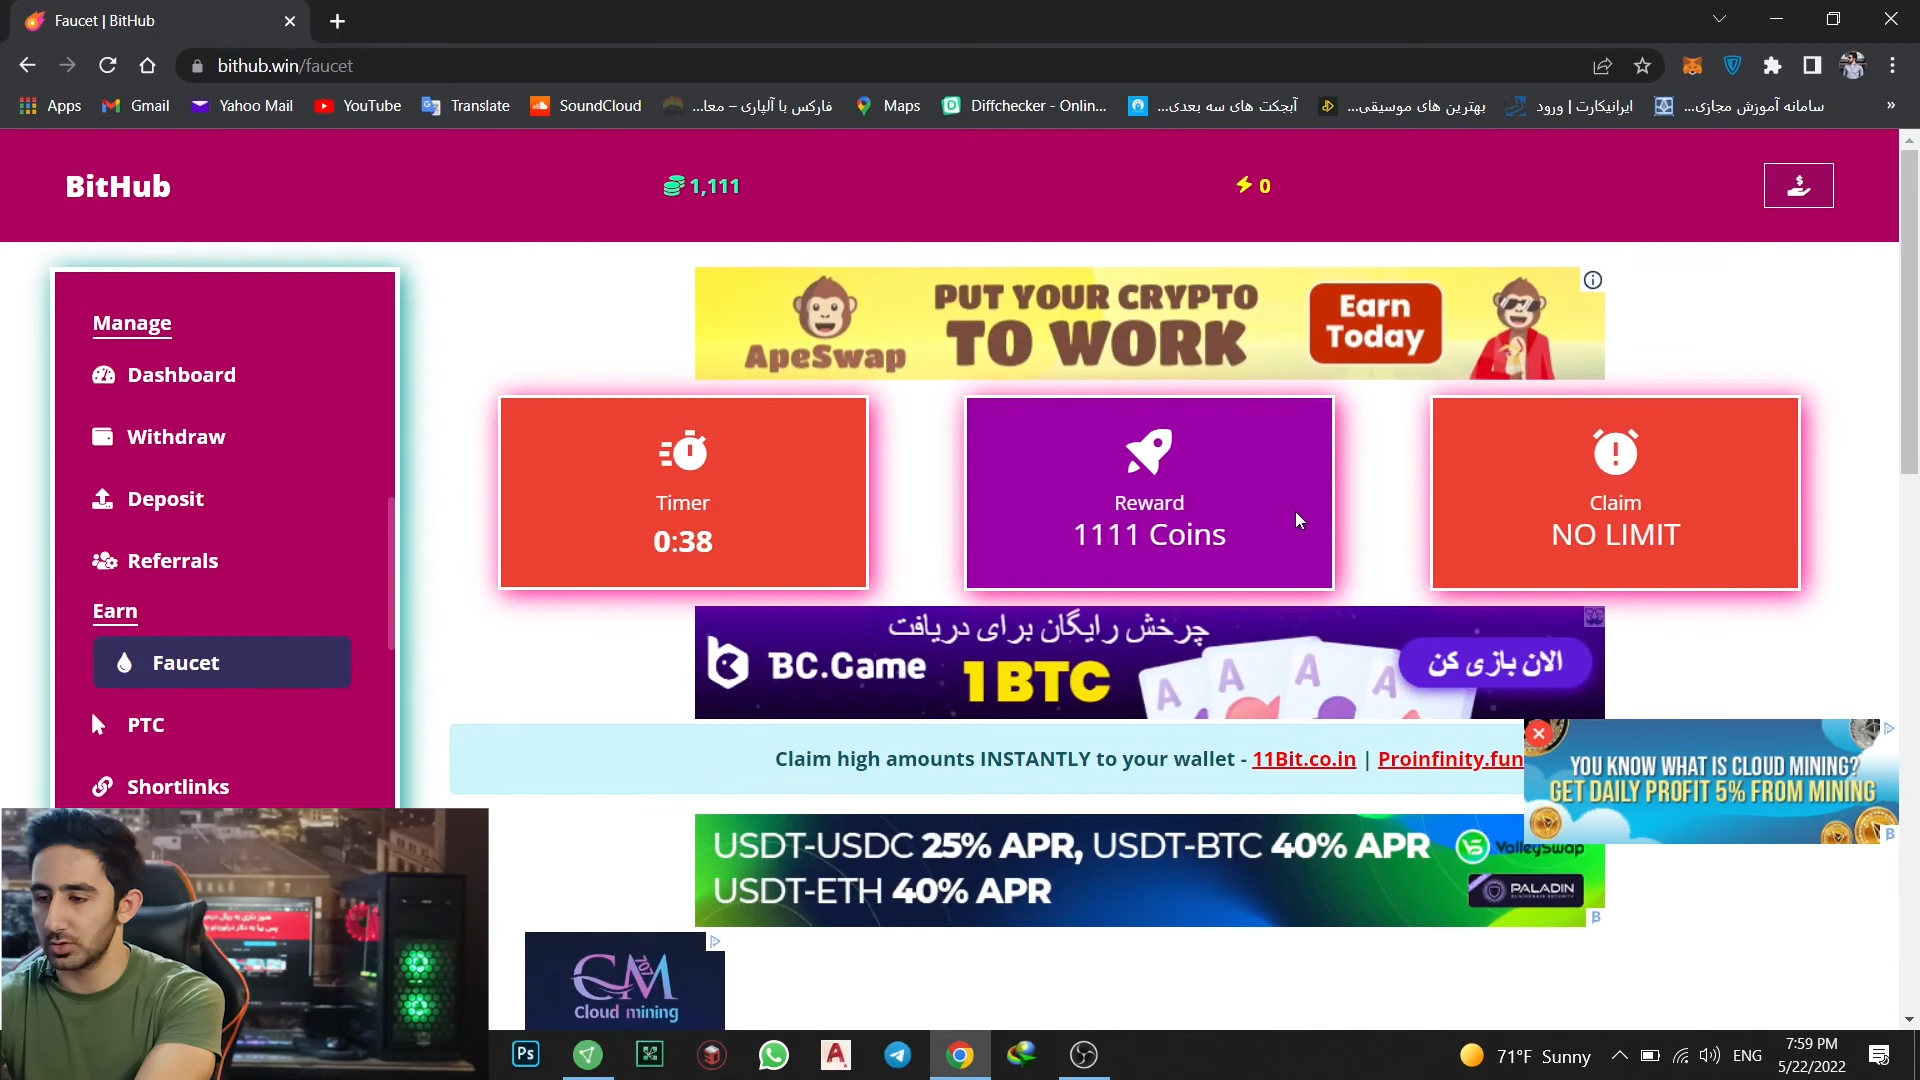 Faucet | BitHub
bithub.win/faucet
Apps
Gmail
Yahoo Mail
YouTube
Translate
SoundCloud
فارکس با آلپاری – معا...
Maps
Diffchecker - Onlin...
آبجکت های سه بعدی...
بهترین های موسیقی...
ایرانیکارت | ورود
سامانه آموزش مجازی...
»
BitHub
1,111
0
Manage
Dashboard
Withdraw
Deposit
Referrals
Earn
Faucet
PTC
Shortlinks
ApeSwap
PUT YOUR CRYPTO
TO WORK
Earn
Today
Timer
0:38
Reward
1111 Coins
Claim
NO LIMIT
چرخش رایگان برای دریافت
BC.Game
1BTC
الان بازی کن
Claim high amounts INSTANTLY to your wallet - 11Bit.co.in | Proinfinity.fun
YOU KNOW WHAT IS CLOUD MINING?
GET DAILY PROFIT 5% FROM MINING
USDT-USDC 25% APR, USDT-BTC 40% APR
USDT-ETH 40% APR
ValleySwap
PALADIN
CM
707
Cloud mining
71°F Sunny
ENG
7:59 PM
5/22/2022